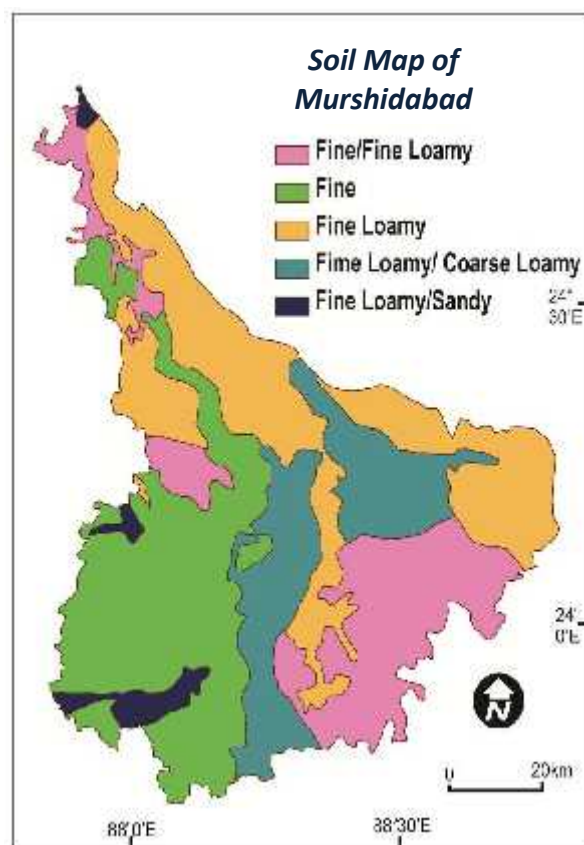 Soil Map of
Murshidabad
Fine/Fine Loamy
Fine
Fine Loamy
Fime Loamy/ Coarse Loamy
Fine Loamy/Sandy
24°
30'E
24'
0'E
N
0 20km
88°0'E
88°30'E